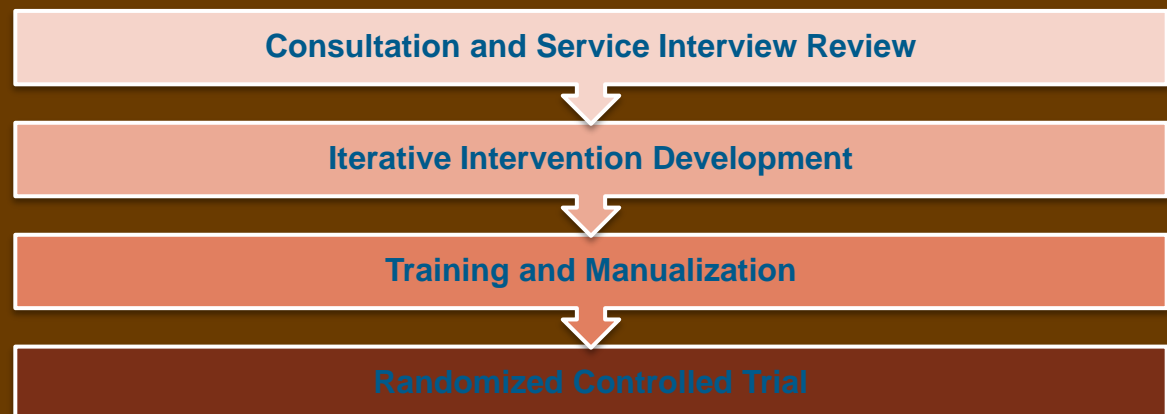 Consultation and Service Interview Review
Iterative Intervention Development
Training and Manualization
Randomized Controlled Trial